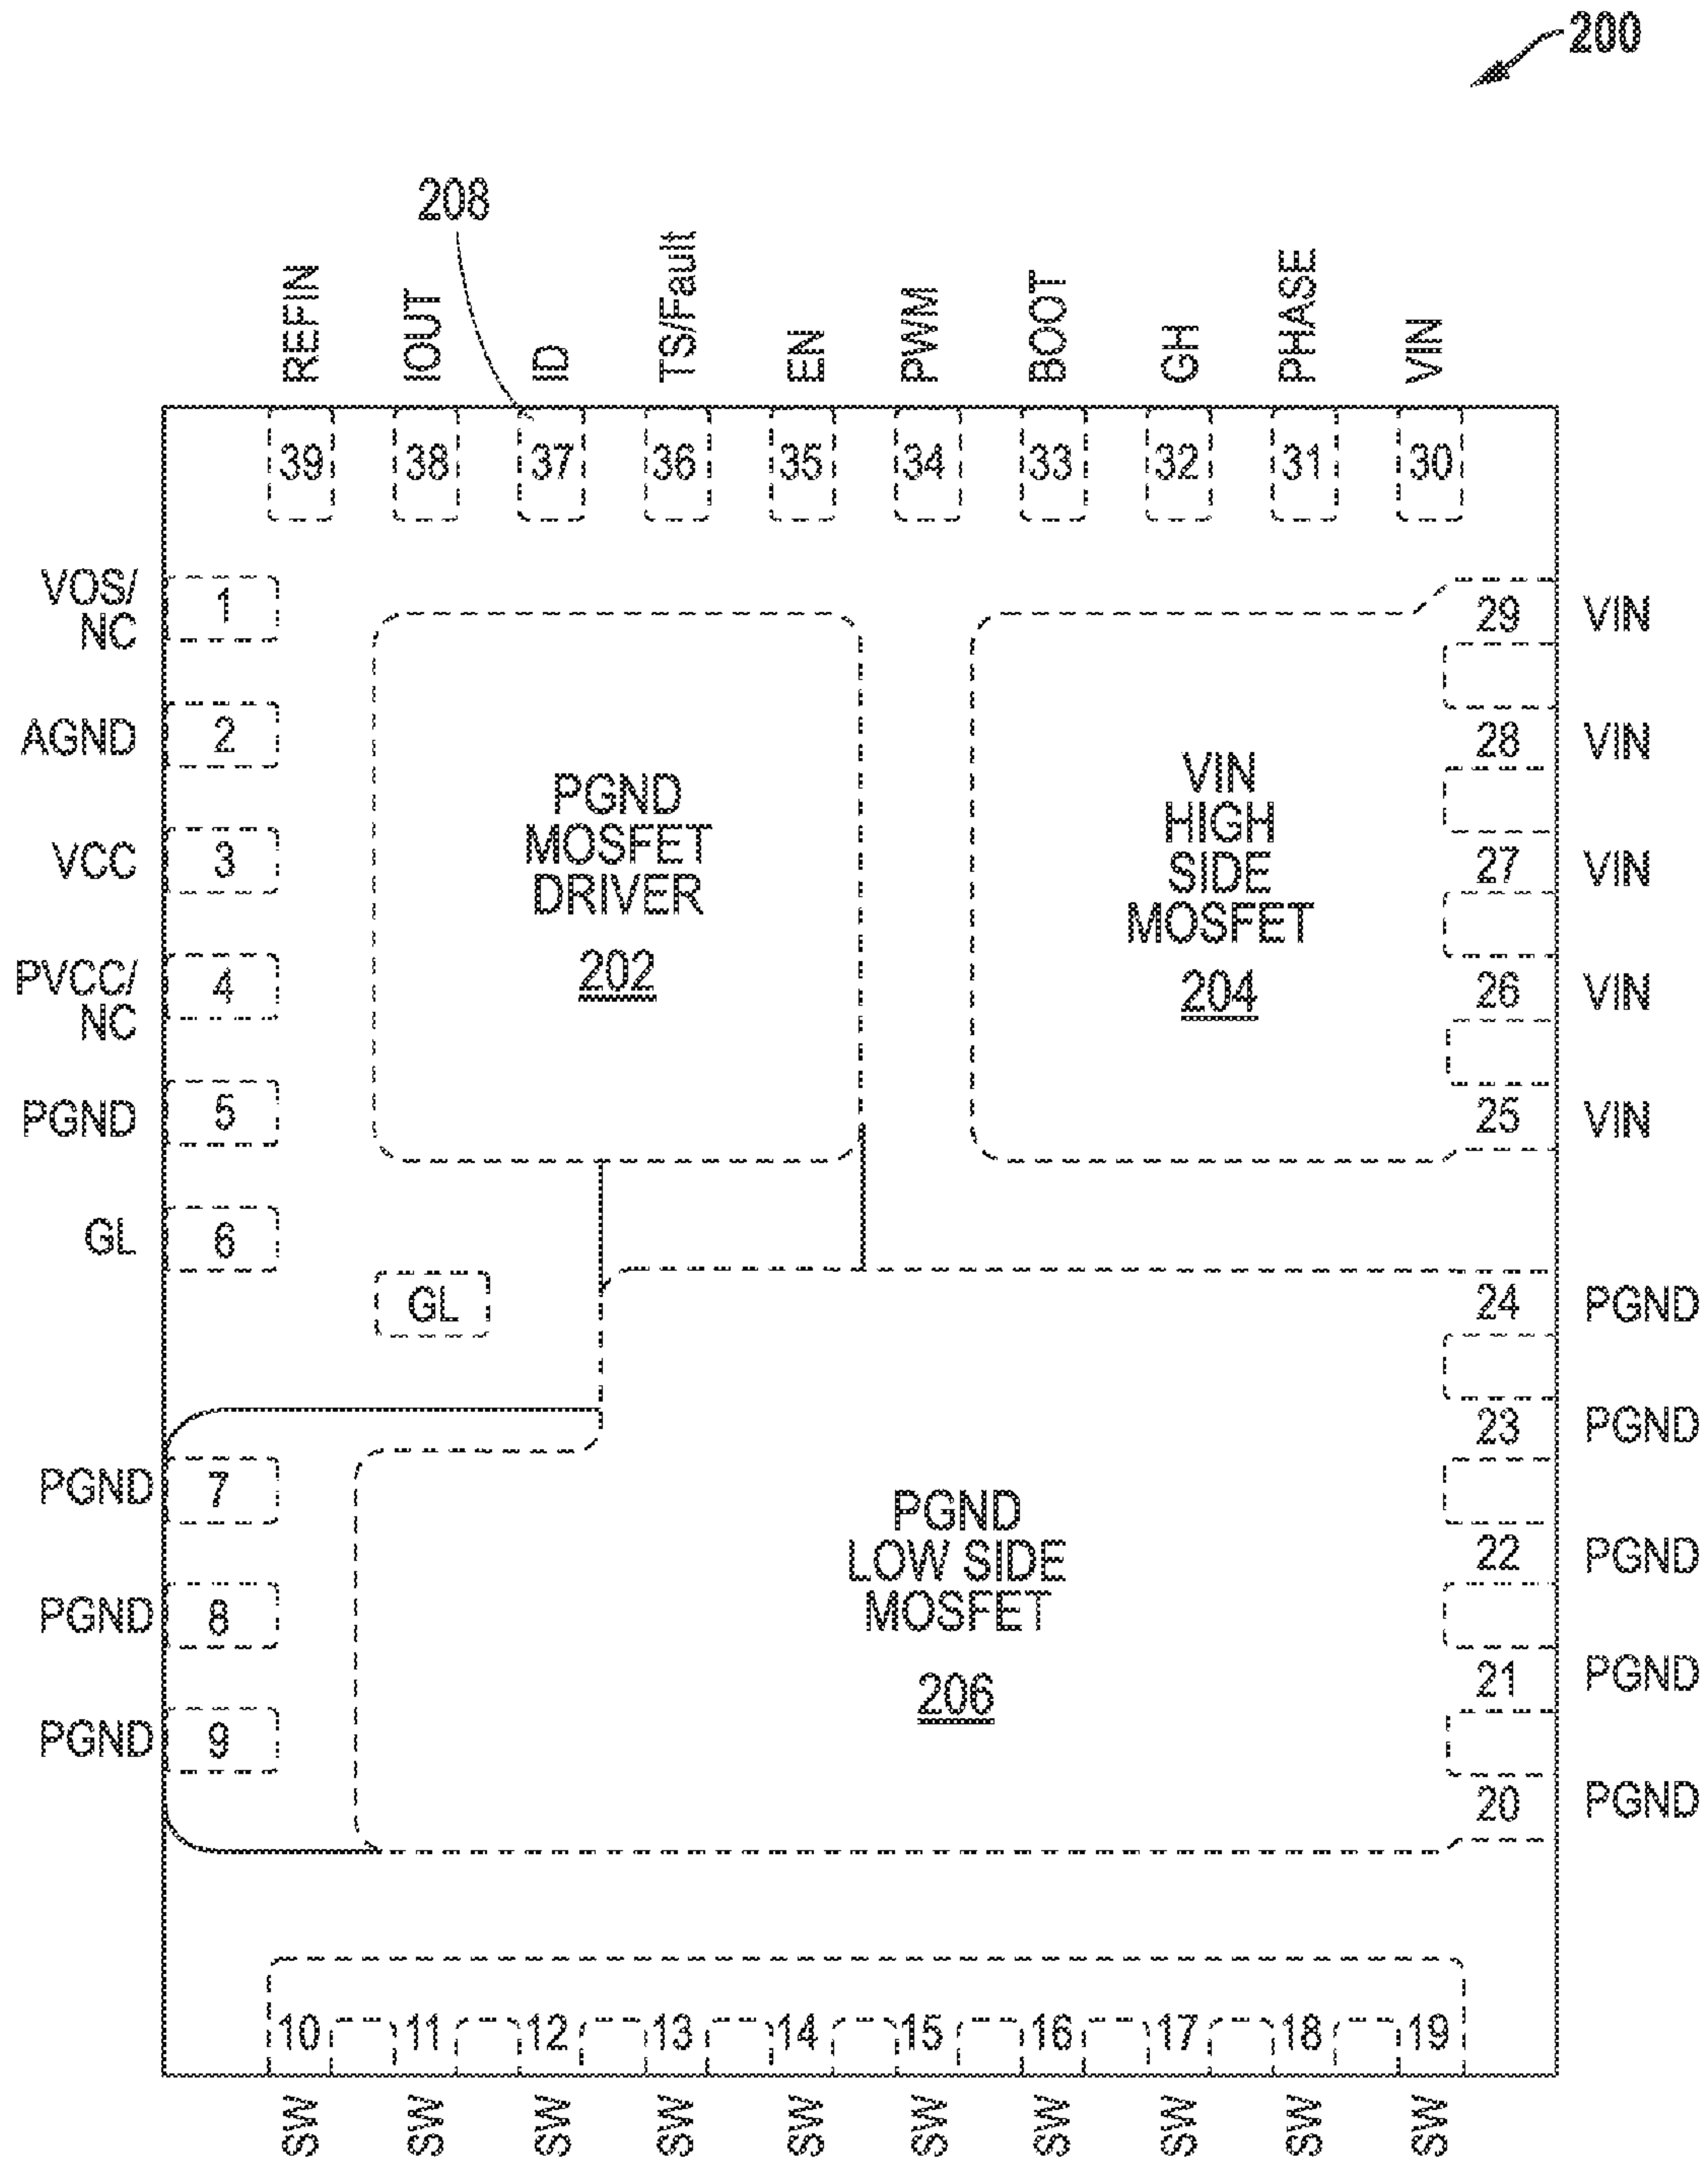 200
208
REFIN
IOUT
ID
TS/Fault
EN
PWM
BOOT
GH
PHASE
VIN
39 38 37 36 35 34 33 32 31 30
VOS/
NC
1
AGND
2
VCC
3
PVCC/
NC
4
PGND
5
GL
6
GL
PGND
7
PGND
8
PGND
9
PGND
MOSFET
DRIVER
202
VIN
HIGH
SIDE
MOSFET
204
29 VIN
28 VIN
27 VIN
26 VIN
25 VIN
24 PGND
23 PGND
22 PGND
21 PGND
20 PGND
PGND
LOW SIDE
MOSFET
206
10 11 12 13 14 15 16 17 18 19
SW SW SW SW SW SW SW SW SW SW